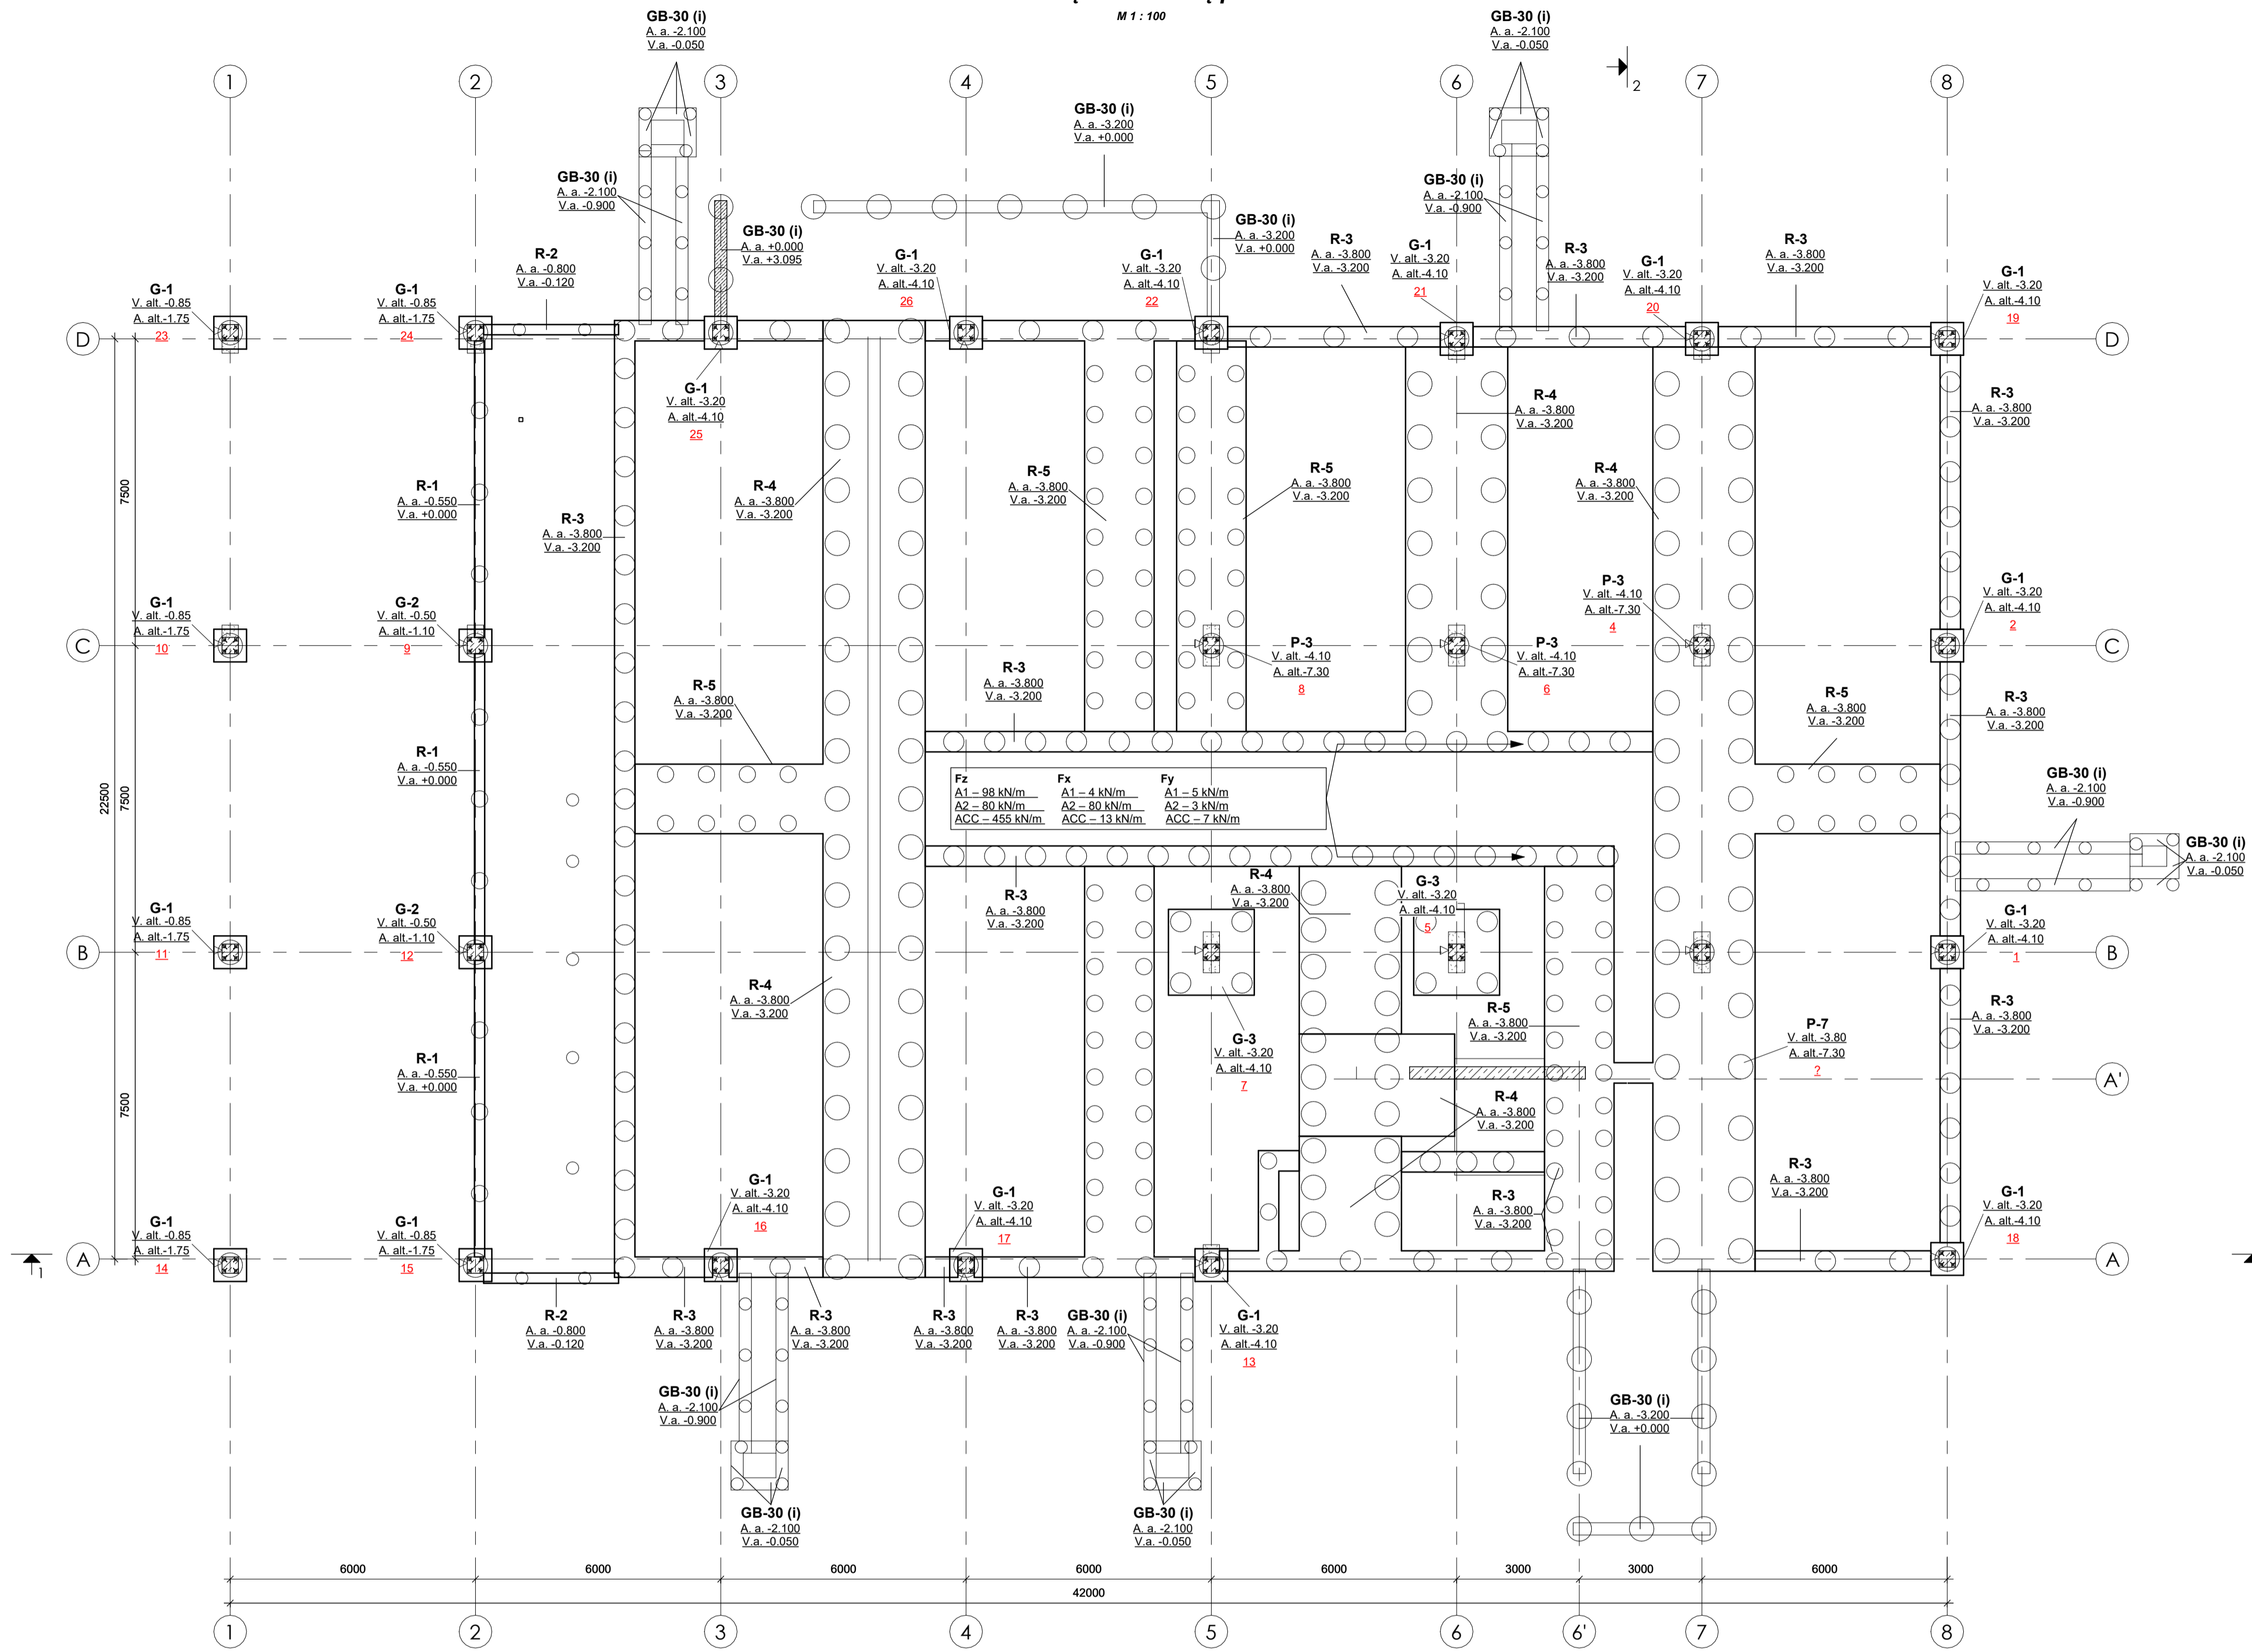 M 1 : 100
GB-30 (i)
A. a. -2.100
V.a. -0.050
GB-30 (i)
A. a. -2.100
V.a. -0.050
2
1
2
3
4
5
6
7
8
GB-30 (i)
A. a. -3.200
V.a. +0.000
GB-30 (i)
A. a. -2.100
V.a. -0.900
GB-30 (i)
A. a. -2.100
V.a. -0.900
GB-30 (i)
A. a. +0.000
V.a. +3.095
GB-30 (i)
A. a. -3.200
V.a. +0.000
R-2
A. a. -0.800
V.a. -0.120
G-1
V. alt. -3.20
A. alt.-4.10
26
G-1
V. alt. -3.20
A. alt.-4.10
22
R-3
A. a. -3.800
V.a. -3.200
G-1
V. alt. -3.20
A. alt.-4.10
21
R-3
A. a. -3.800
V.a. -3.200
G-1
V. alt. -3.20
A. alt.-4.10
20
R-3
A. a. -3.800
V.a. -3.200
G-1
V. alt. -3.20
A. alt.-4.10
19
G-1
V. alt. -0.85
A. alt.-1.75
23
G-1
V. alt. -0.85
A. alt.-1.75
24
D
D
G-1
V. alt. -3.20
A. alt.-4.10
25
R-4
A. a. -3.800
V.a. -3.200
R-3
A. a. -3.800
V.a. -3.200
7500
R-1
A. a. -0.550
V.a. +0.000
R-3
A. a. -3.800
V.a. -3.200
R-4
A. a. -3.800
V.a. -3.200
R-5
A. a. -3.800
V.a. -3.200
R-5
A. a. -3.800
V.a. -3.200
R-4
A. a. -3.800
V.a. -3.200
P-3
V. alt. -4.10
A. alt.-7.30
4
G-1
V. alt. -3.20
A. alt.-4.10
2
G-1
V. alt. -0.85
A. alt.-1.75
10
G-2
V. alt. -0.50
A. alt.-1.10
9
C
C
P-3
V. alt. -4.10
A. alt.-7.30
8
P-3
V. alt. -4.10
A. alt.-7.30
6
R-5
A. a. -3.800
V.a. -3.200
R-3
A. a. -3.800
V.a. -3.200
R-5
A. a. -3.800
V.a. -3.200
R-3
A. a. -3.800
V.a. -3.200
R-1
A. a. -0.550
V.a. +0.000
22500
7500
Fz Fx Fy
A1 – 98 kN/m A1 – 4 kN/m A1 – 5 kN/m
A2 – 80 kN/m A2 – 80 kN/m A2 – 3 kN/m
ACC – 455 kN/m ACC – 13 kN/m ACC – 7 kN/m
GB-30 (i)
A. a. -2.100
V.a. -0.900
GB-30 (i)
A. a. -2.100
V.a. -0.050
R-3
A. a. -3.800
V.a. -3.200
R-4
A. a. -3.800
V.a. -3.200
G-3
V. alt. -3.20
A. alt.-4.10
5
G-1
V. alt. -3.20
A. alt.-4.10
1
G-1
V. alt. -0.85
A. alt.-1.75
11
G-2
V. alt. -0.50
A. alt.-1.10
12
B
B
R-4
A. a. -3.800
V.a. -3.200
R-5
A. a. -3.800
V.a. -3.200
R-3
A. a. -3.800
V.a. -3.200
G-3
V. alt. -3.20
A. alt.-4.10
7
P-7
V. alt. -3.80
A. alt.-7.30
?
R-1
A. a. -0.550
V.a. +0.000
7500
A'
R-4
A. a. -3.800
V.a. -3.200
R-3
A. a. -3.800
V.a. -3.200
R-3
A. a. -3.800
V.a. -3.200
G-1
V. alt. -3.20
A. alt.-4.10
16
G-1
V. alt. -3.20
A. alt.-4.10
17
G-1
V. alt. -3.20
A. alt.-4.10
18
G-1
V. alt. -0.85
A. alt.-1.75
14
G-1
V. alt. -0.85
A. alt.-1.75
15
1
A
A
R-2
A. a. -0.800
V.a. -0.120
R-3
A. a. -3.800
V.a. -3.200
R-3
A. a. -3.800
V.a. -3.200
R-3
A. a. -3.800
V.a. -3.200
R-3
A. a. -3.800
V.a. -3.200
GB-30 (i)
A. a. -2.100
V.a. -0.900
G-1
V. alt. -3.20
A. alt.-4.10
13
GB-30 (i)
A. a. -2.100
V.a. -0.900
GB-30 (i)
A. a. -3.200
V.a. +0.000
GB-30 (i)
A. a. -2.100
V.a. -0.050
GB-30 (i)
A. a. -2.100
V.a. -0.050
6000
6000
6000
6000
6000
3000
3000
6000
42000
1
2
3
4
5
6
6'
7
8